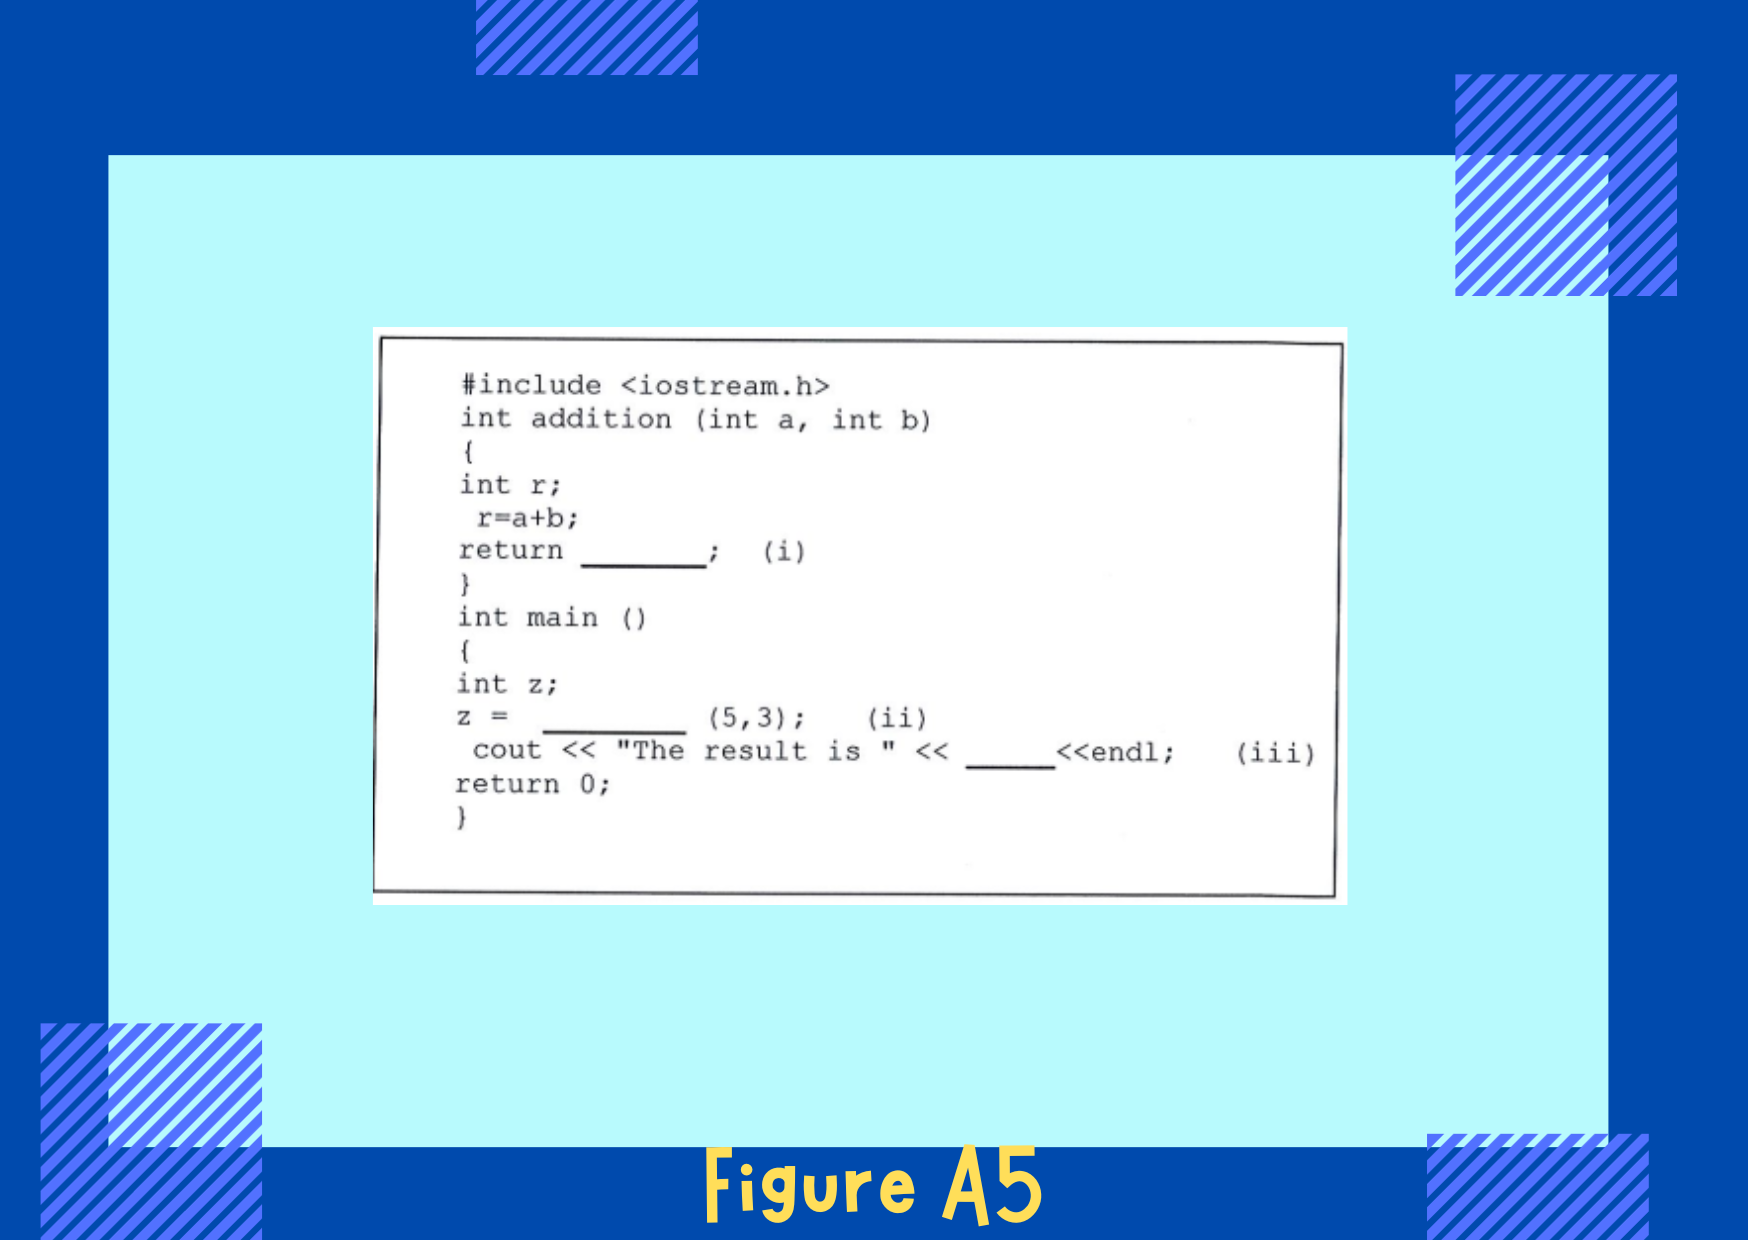 #include <iostream.h>
int addition (int a, int b)
{
int r;
r=a+b;
return _______; (i)
}
int main ()
{
int z;
z = ________ (5,3); (ii)
cout << "The result is " << _____<<endl; (iii)
return 0;
}
Figure A5